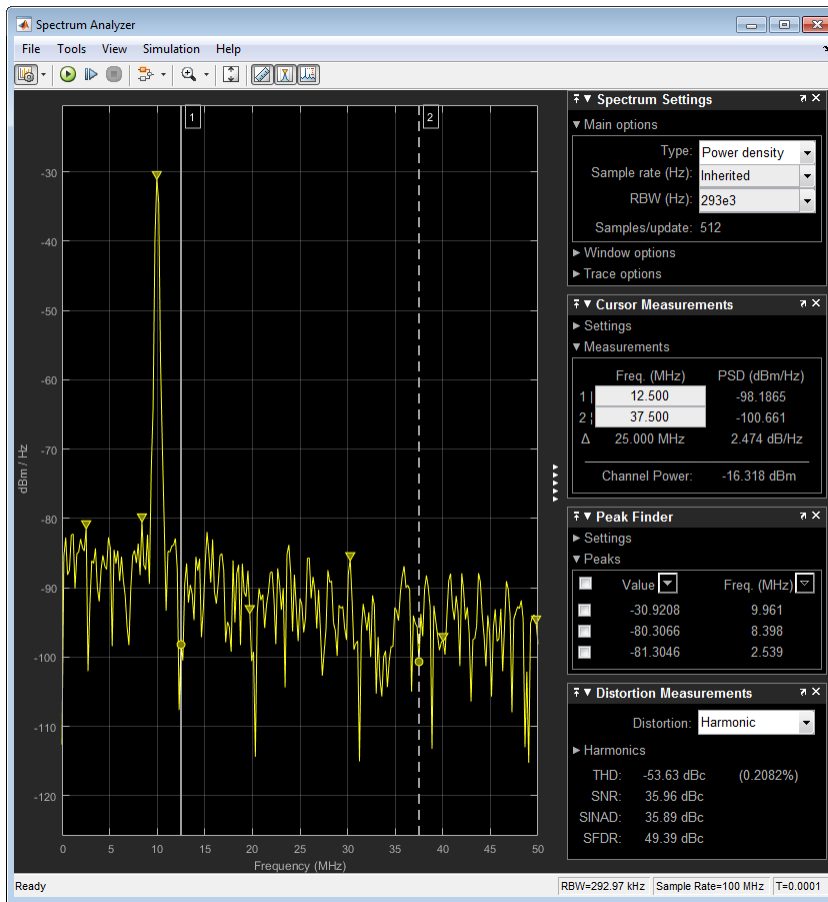 Spectrum Analyzer
File Tools View Simulation Help
1
2
-30
-40
-50
-60
-70
-80
-90
-100
-110
-120
dBm / Hz
0 5 10 15 20 25 30 35 40 45 50
Frequency (MHz)
Spectrum Settings
Main options
Type: Power density
Sample rate (Hz): Inherited
RBW (Hz): 293e3
Samples/update: 512
Window options
Trace options
Cursor Measurements
Settings
Measurements
Freq. (MHz) PSD (dBm/Hz)
1 12.500 -98.1865
2 37.500 -100.661
Δ 25.000 MHz 2.474 dB/Hz
Channel Power: -16.318 dBm
Peak Finder
Settings
Peaks
Value Freq. (MHz)
-30.9208 9.961
-80.3066 8.398
-81.3046 2.539
Distortion Measurements
Distortion: Harmonic
Harmonics
THD: -53.63 dBc (0.2082%)
SNR: 35.96 dBc
SINAD: 35.89 dBc
SFDR: 49.39 dBc
Ready
RBW=292.97 kHz Sample Rate=100 MHz T=0.0001